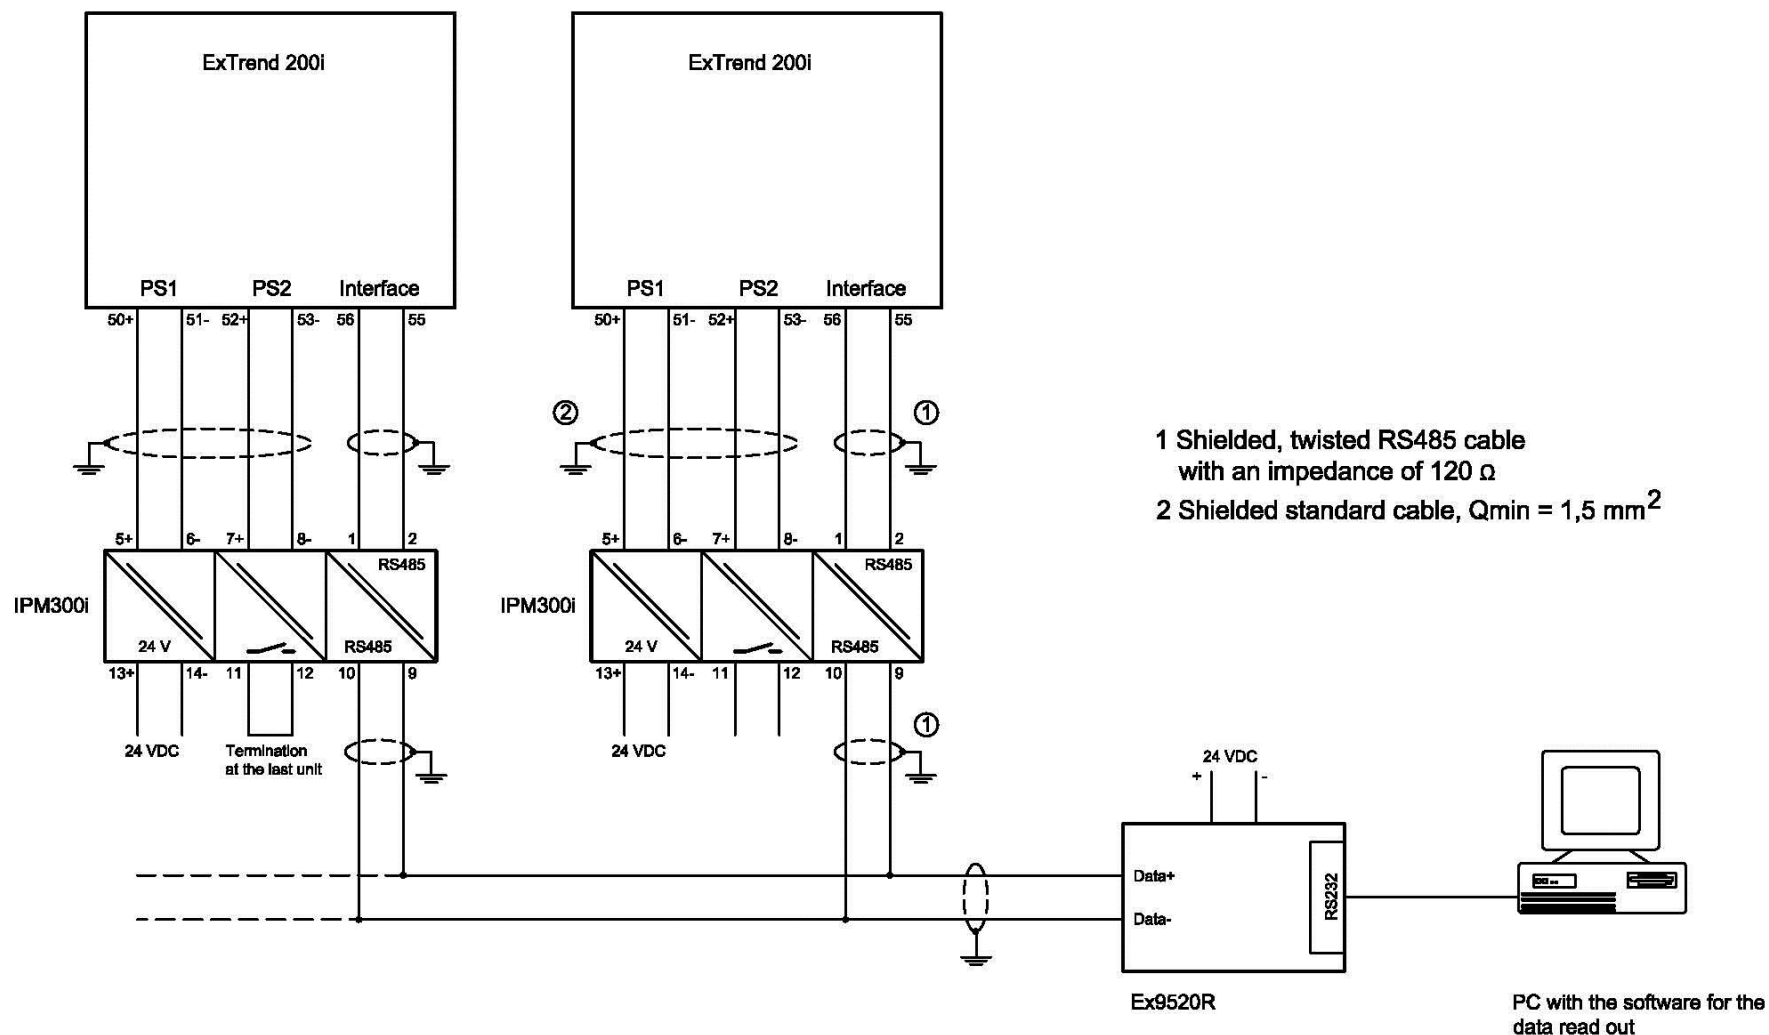 ExTrend 200i
ExTrend 200i
PS1 PS2 Interface
PS1 PS2 Interface
50+ 51- 52+ 53- 56 55
50+ 51- 52+ 53- 56 55
2
1
1 Shielded, twisted RS485 cable
with an impedance of 120 Ω
2 Shielded standard cable, Qmin = 1,5 mm²
5+ 6- 7+ 8- 1 2
5+ 6- 7+ 8- 1 2
RS485
RS485
IPM300i
IPM300i
24 V RS485
24 V RS485
13+ 14- 11 12 10 9
13+ 14- 11 12 10 9
1
24 VDC
Termination
at the last unit
24 VDC
24 VDC
+ -
Data+
Data-
RS232
Ex9520R
PC with the software for the
data read out